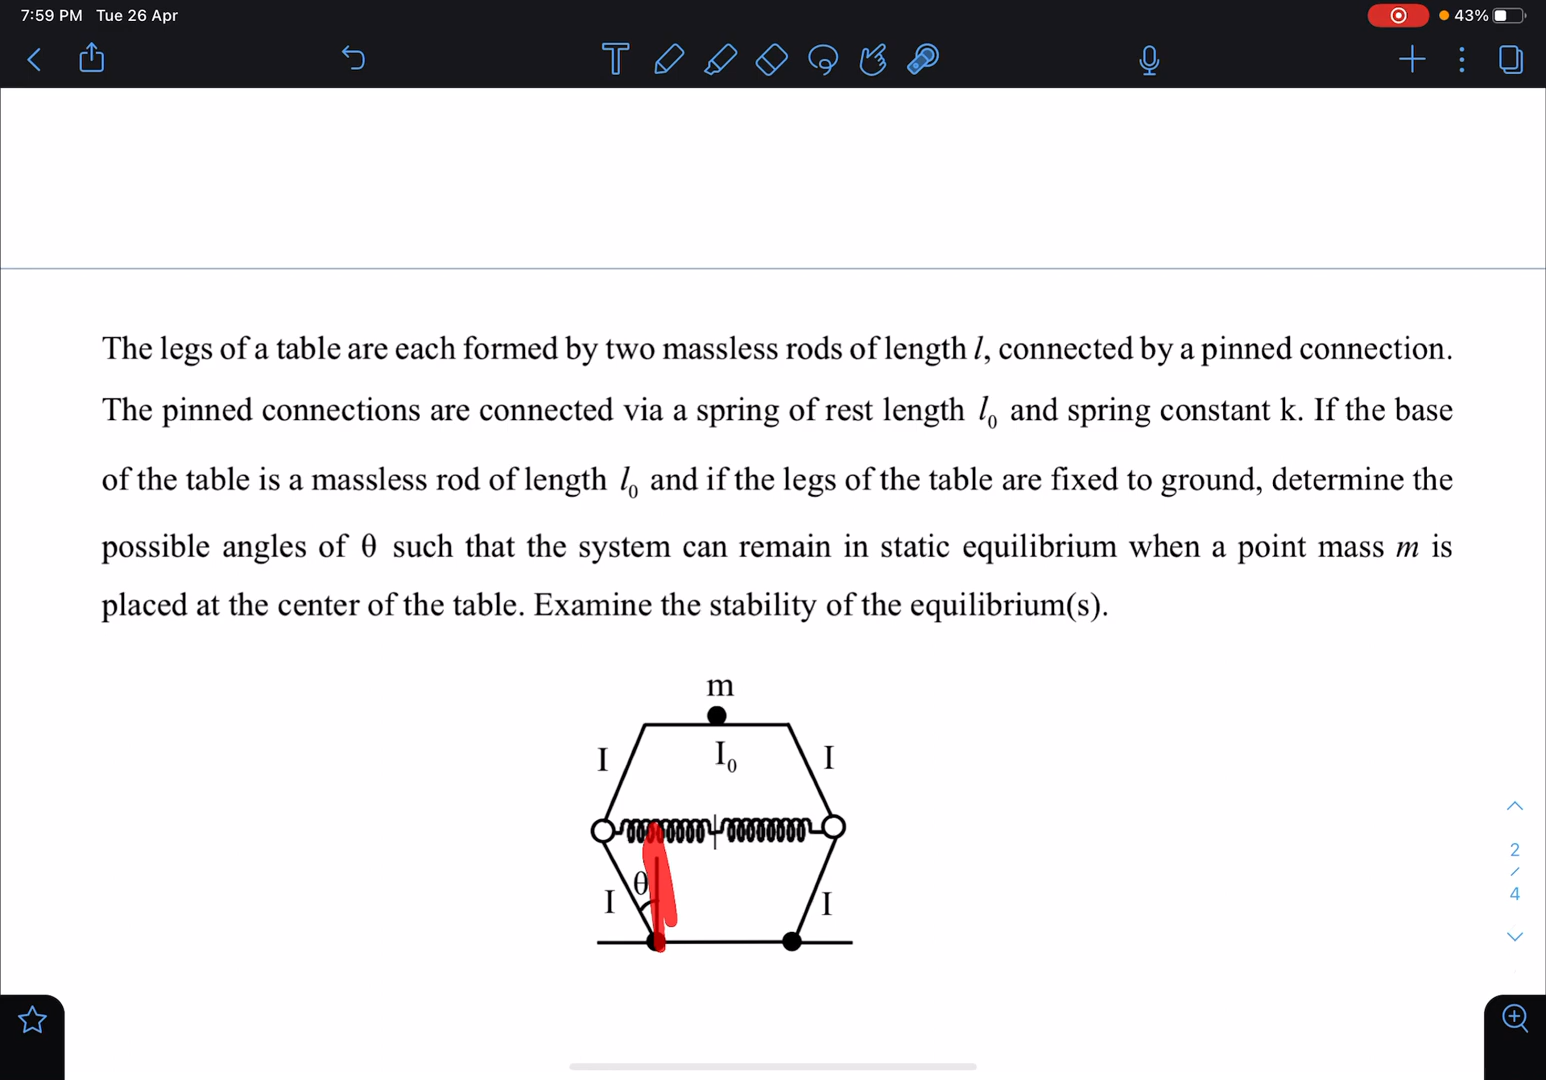 7:59 PM Tue 26 Apr
43%
T
The legs of a table are each formed by two massless rods of length l, connected by a pinned connection.
The pinned connections are connected via a spring of rest length l₀ and spring constant k. If the base
of the table is a massless rod of length l₀ and if the legs of the table are fixed to ground, determine the
possible angles of θ such that the system can remain in static equilibrium when a point mass m is
placed at the center of the table. Examine the stability of the equilibrium(s).
m
I I₀ I
θ
I I
2
/
4